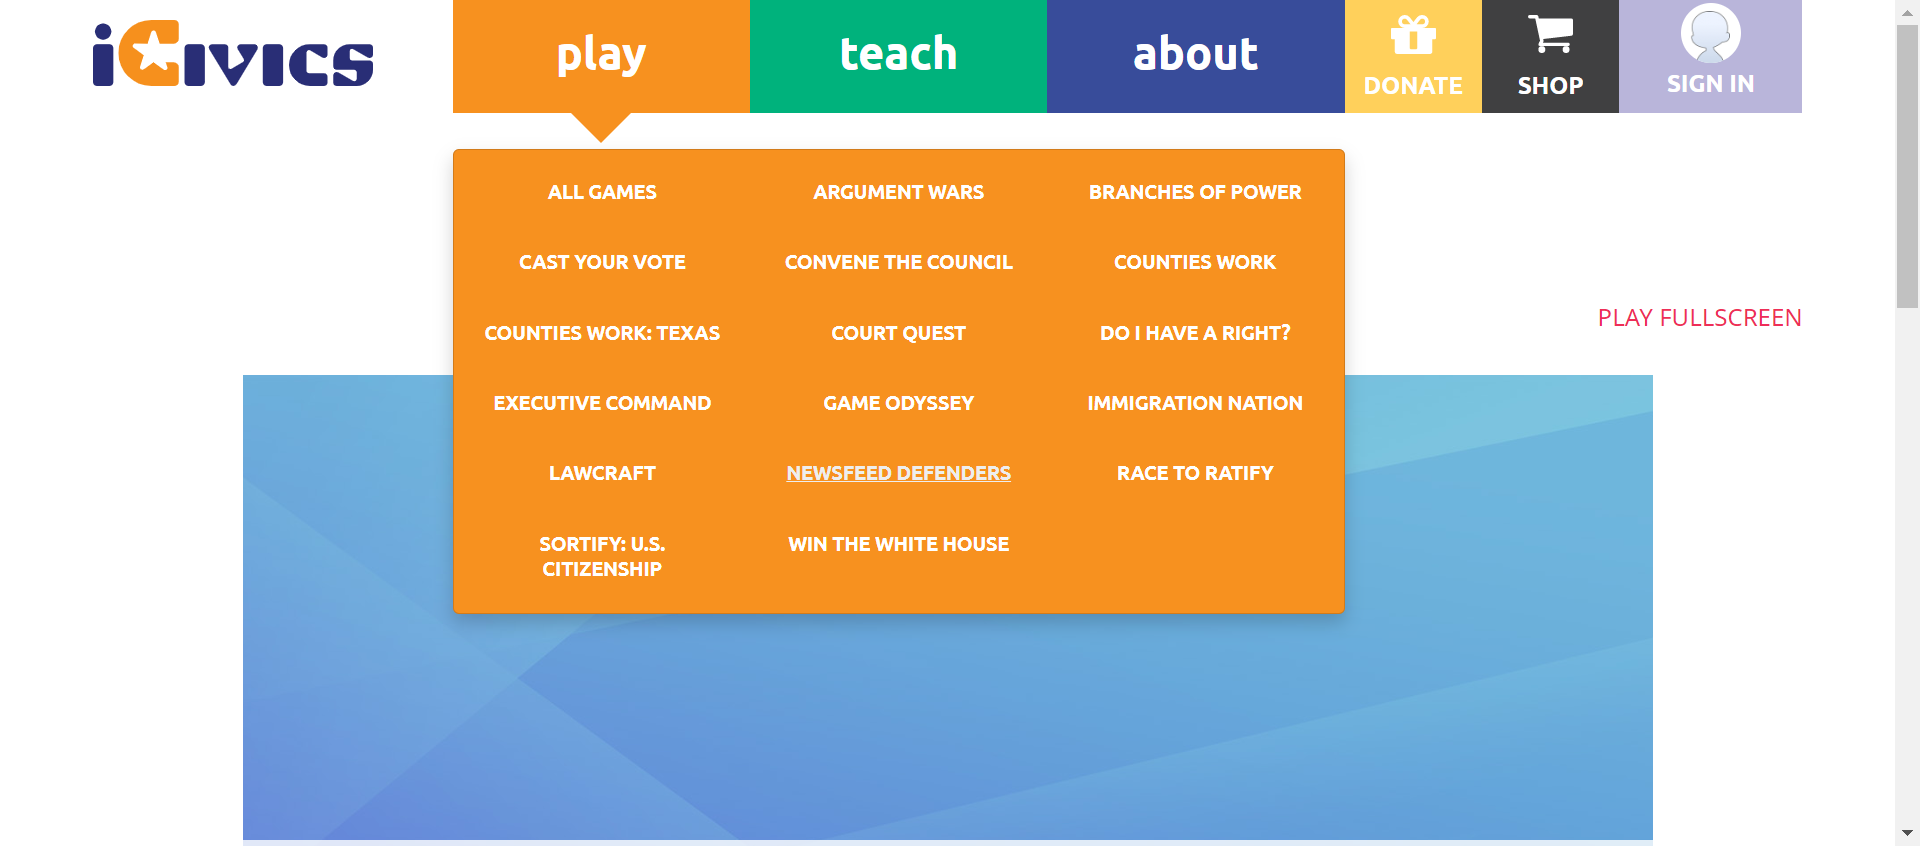 iCivics
play
teach
about
DONATE
SHOP
SIGN IN
ALL GAMES
ARGUMENT WARS
BRANCHES OF POWER
CAST YOUR VOTE
CONVENE THE COUNCIL
COUNTIES WORK
COUNTIES WORK: TEXAS
COURT QUEST
DO I HAVE A RIGHT?
EXECUTIVE COMMAND
GAME ODYSSEY
IMMIGRATION NATION
LAWCRAFT
NEWSFEED DEFENDERS
RACE TO RATIFY
SORTIFY: U.S.
CITIZENSHIP
WIN THE WHITE HOUSE
PLAY FULLSCREEN